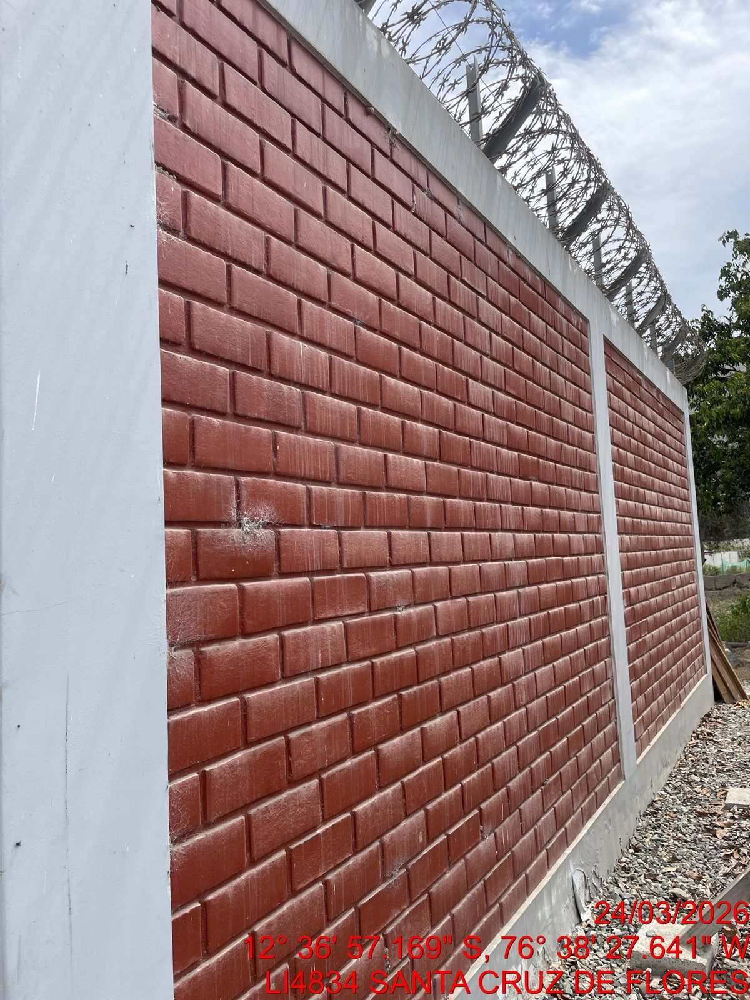 24/03/2026
12° 36' 57.169" S, 76° 38' 27.641" W
LI4834 SANTA CRUZ DE FLORES